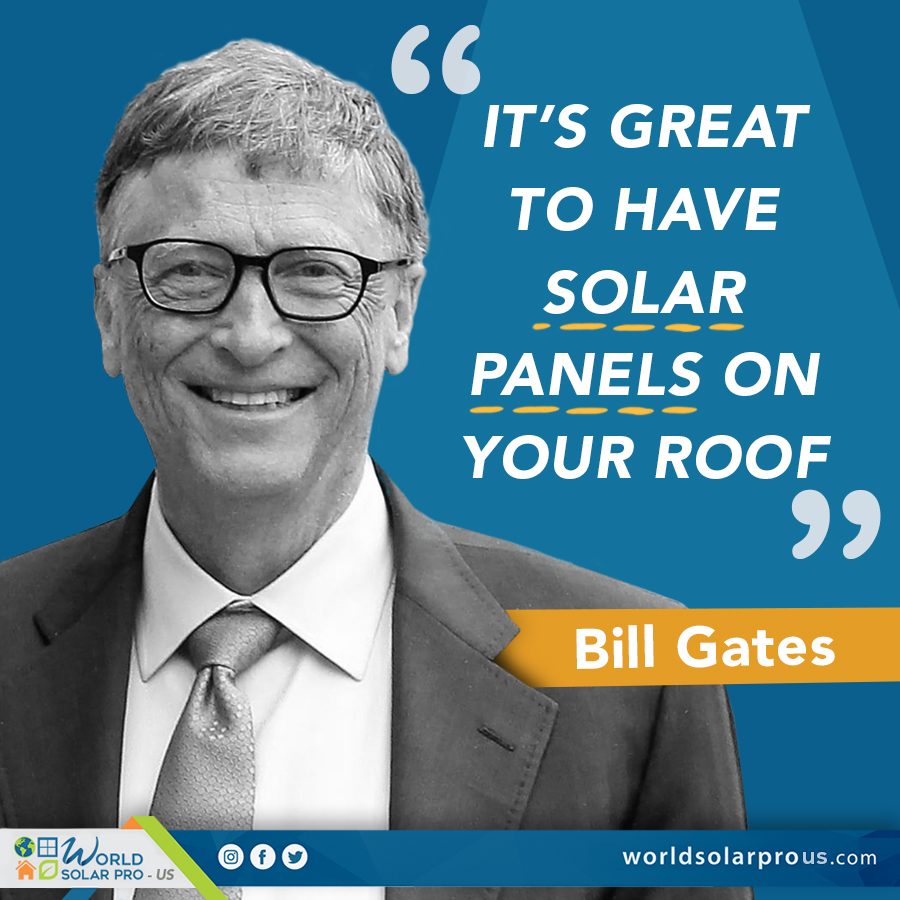 “
IT’S GREAT
TO HAVE
SOLAR
PANELS ON
YOUR ROOF
”
Bill Gates
WORLD
SOLAR PRO - US
worldsolarprous.com